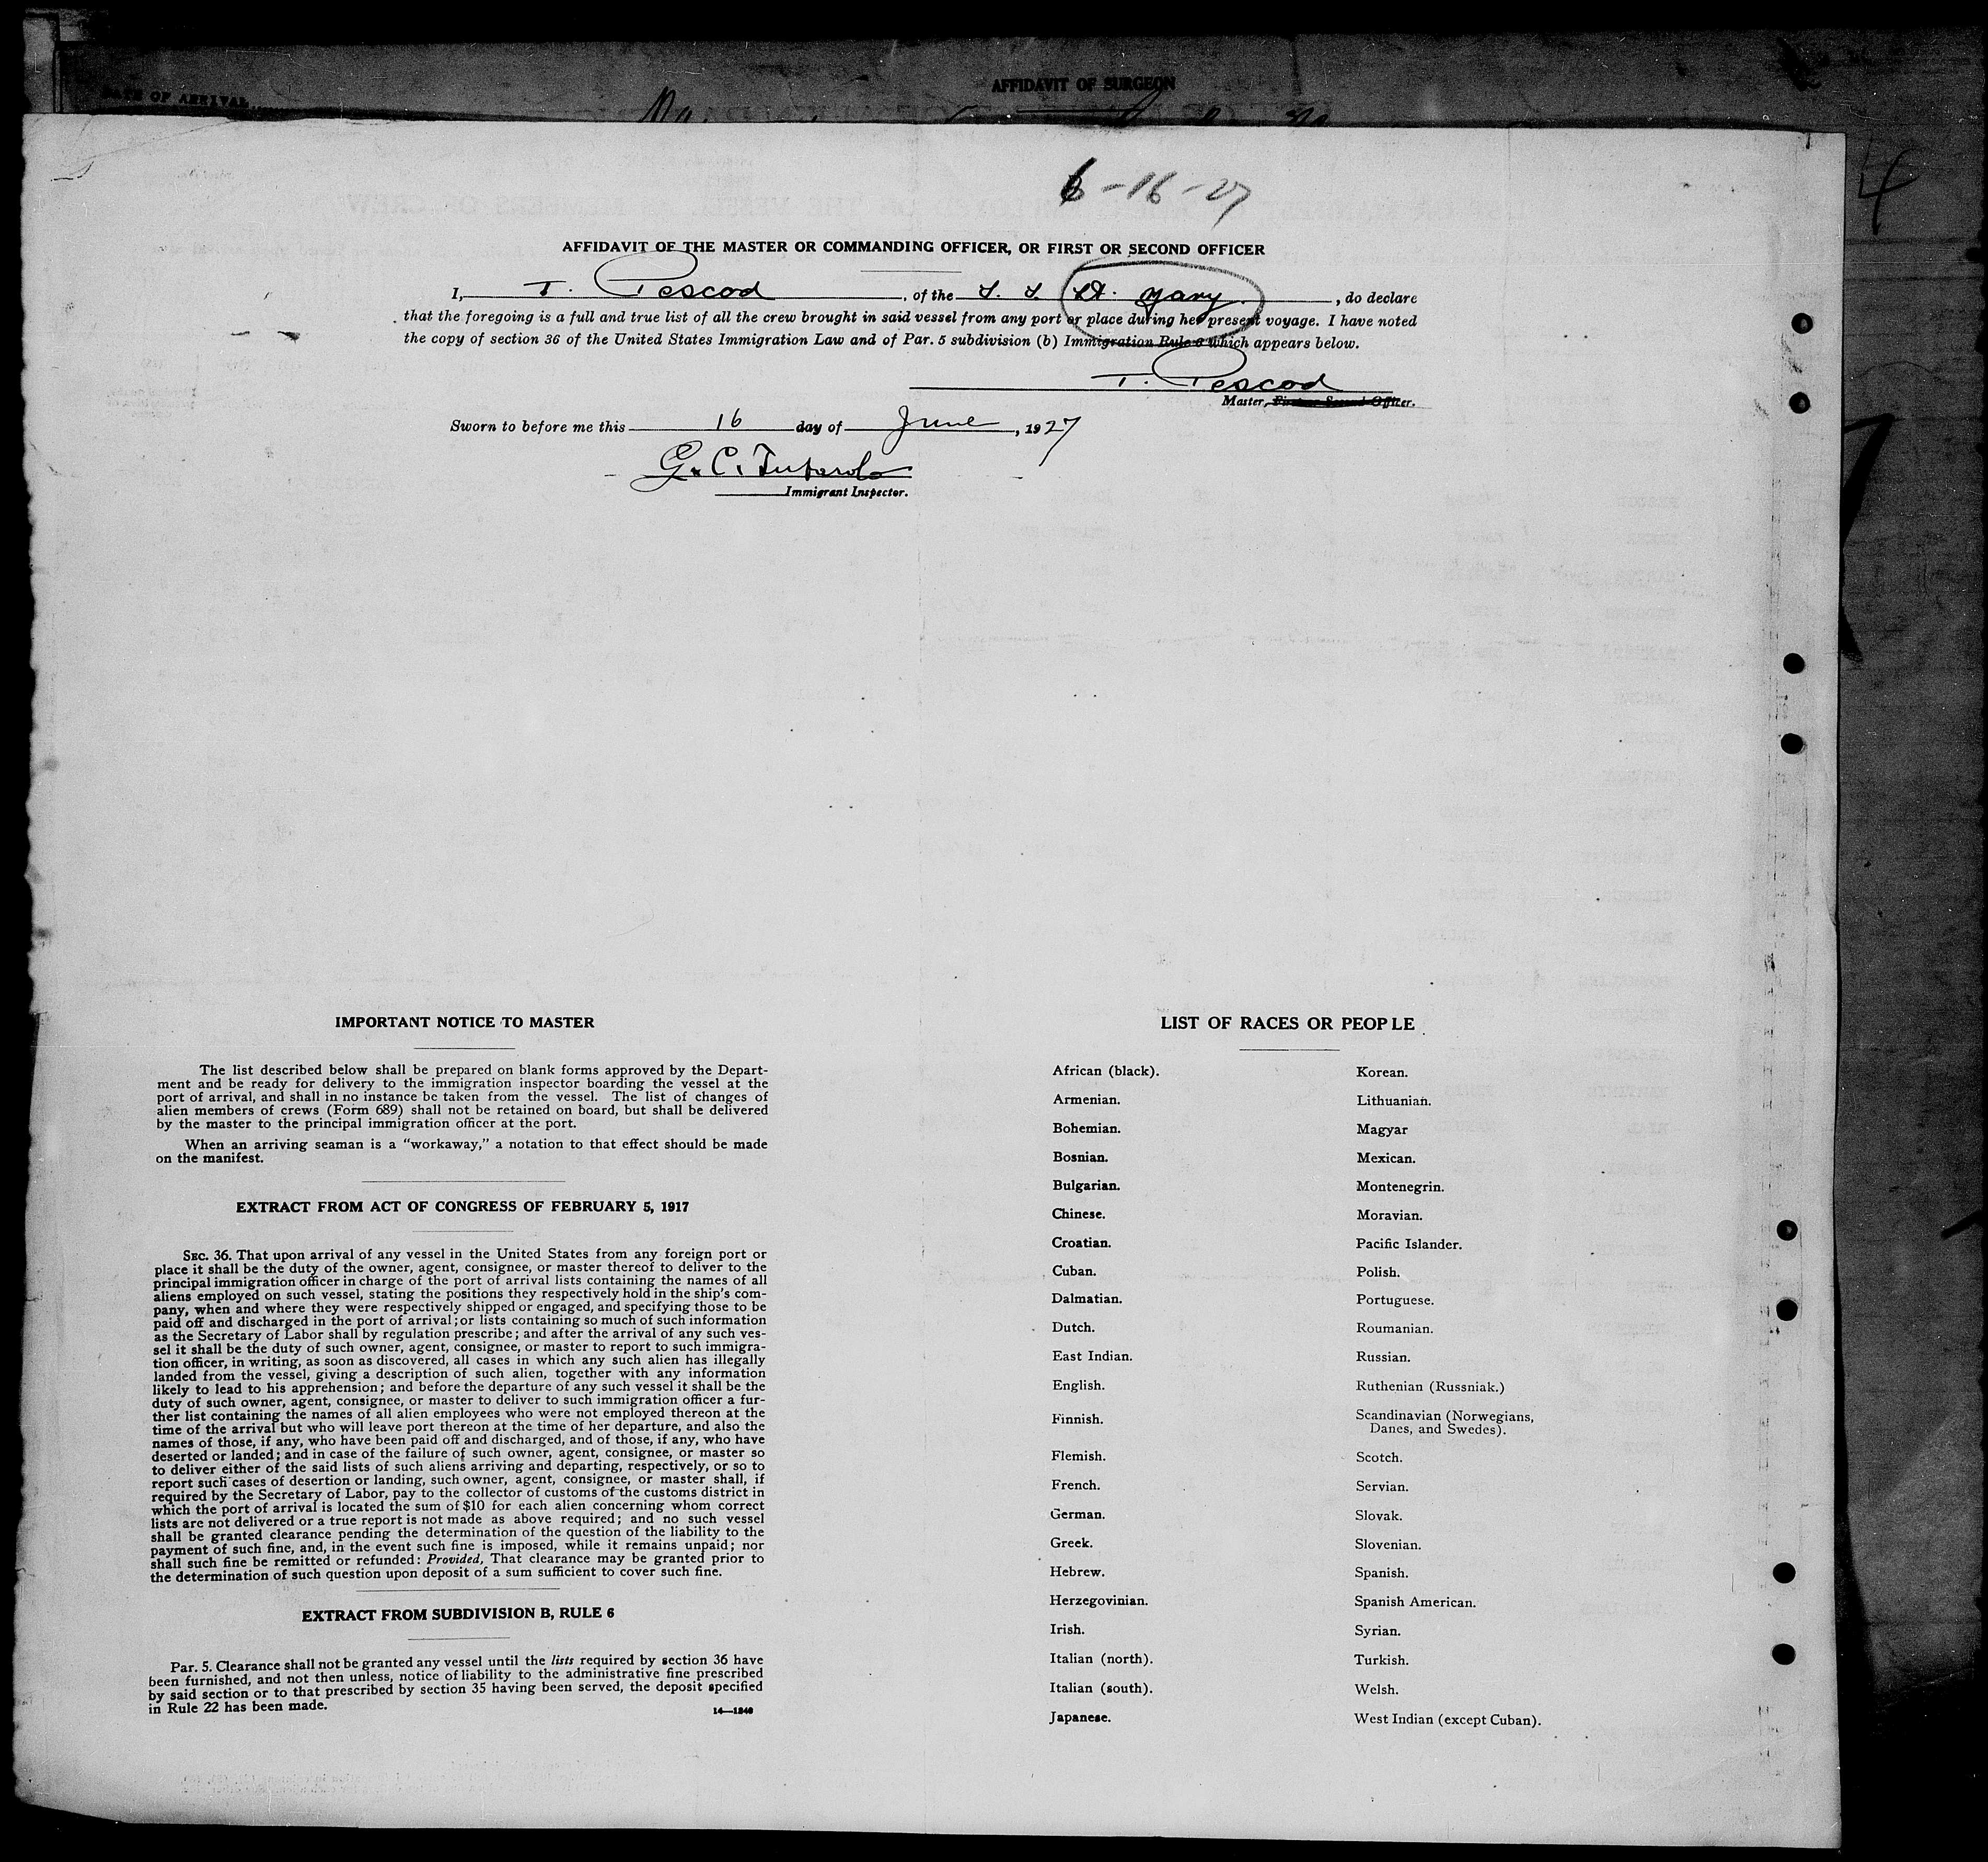 AFFIDAVIT OF SURGEON
DATE OF ARRIVAL
4
6-16-27
AFFIDAVIT OF THE MASTER OR COMMANDING OFFICER, OR FIRST OR SECOND OFFICER
I, T. Pescod, of the S. S. St. Mary, do declare
that the foregoing is a full and true list of all the crew brought in said vessel from any port or place during her present voyage. I have noted
the copy of section 36 of the United States Immigration Law and of Par. 5 subdivision (b) Immigration Rule 6 which appears below.
T. Pescod
Master, First or Second Officer.
Sworn to before me this 16 day of June, 1927
G. C.
Immigrant Inspector.
IMPORTANT NOTICE TO MASTER
The list described below shall be prepared on blank forms approved by the Depart-
ment and be ready for delivery to the immigration inspector boarding the vessel at the
port of arrival, and shall in no instance be taken from the vessel. The list of changes of
alien members of crews (Form 689) shall not be retained on board, but shall be delivered
by the master to the principal immigration officer at the port.
When an arriving seaman is a "workaway," a notation to that effect should be made
on the manifest.
EXTRACT FROM ACT OF CONGRESS OF FEBRUARY 5, 1917
SEC. 36. That upon arrival of any vessel in the United States from any foreign port or
place it shall be the duty of the owner, agent, consignee, or master thereof to deliver to the
principal immigration officer in charge of the port of arrival lists containing the names of all
aliens employed on such vessel, stating the positions they respectively hold in the ship's com-
pany, when and where they were respectively shipped or engaged, and specifying those to be
paid off and discharged in the port of arrival; or lists containing so much of such information
as the Secretary of Labor shall by regulation prescribe; and after the arrival of any such ves-
sel it shall be the duty of such owner, agent, consignee, or master to report to such immigra-
tion officer, in writing, as soon as discovered, all cases in which any such alien has illegally
landed from the vessel, giving a description of such alien, together with any information
likely to lead to his apprehension; and before the departure of any such vessel it shall be the
duty of such owner, agent, consignee, or master to deliver to such immigration officer a fur-
ther list containing the names of all alien employees who were not employed thereon at the
time of the arrival but who will leave port thereon at the time of her departure, and also the
names of those, if any, who have been paid off and discharged, and of those, if any, who have
deserted or landed; and in case of the failure of such owner, agent, consignee, or master so
to deliver either of the said lists of such aliens arriving and departing, respectively, or so to
report such cases of desertion or landing, such owner, agent, consignee, or master shall, if
required by the Secretary of Labor, pay to the collector of customs of the customs district in
which the port of arrival is located the sum of $10 for each alien concerning whom correct
lists are not delivered or a true report is not made as above required; and no such vessel
shall be granted clearance pending the determination of the question of the liability to the
payment of such fine, and, in the event such fine is imposed, while it remains unpaid; nor
shall such fine be remitted or refunded: Provided, That clearance may be granted prior to
the determination of such question upon deposit of a sum sufficient to cover such fine.
EXTRACT FROM SUBDIVISION B, RULE 6
Par. 5. Clearance shall not be granted any vessel until the lists required by section 36 have
been furnished, and not then unless, notice of liability to the administrative fine prescribed
by said section or to that prescribed by section 35 having been served, the deposit specified
in Rule 22 has been made.
14—1240
LIST OF RACES OR PEOPLE
African (black).
Armenian.
Bohemian.
Bosnian.
Bulgarian.
Chinese.
Croatian.
Cuban.
Dalmatian.
Dutch.
East Indian.
English.
Finnish.
Flemish.
French.
German.
Greek.
Hebrew.
Herzegovinian.
Irish.
Italian (north).
Italian (south).
Japanese.
Korean.
Lithuanian.
Magyar
Mexican.
Montenegrin.
Moravian.
Pacific Islander.
Polish.
Portuguese.
Roumanian.
Russian.
Ruthenian (Russniak.)
Scandinavian (Norwegians,
Danes, and Swedes).
Scotch.
Servian.
Slovak.
Slovenian.
Spanish.
Spanish American.
Syrian.
Turkish.
Welsh.
West Indian (except Cuban).